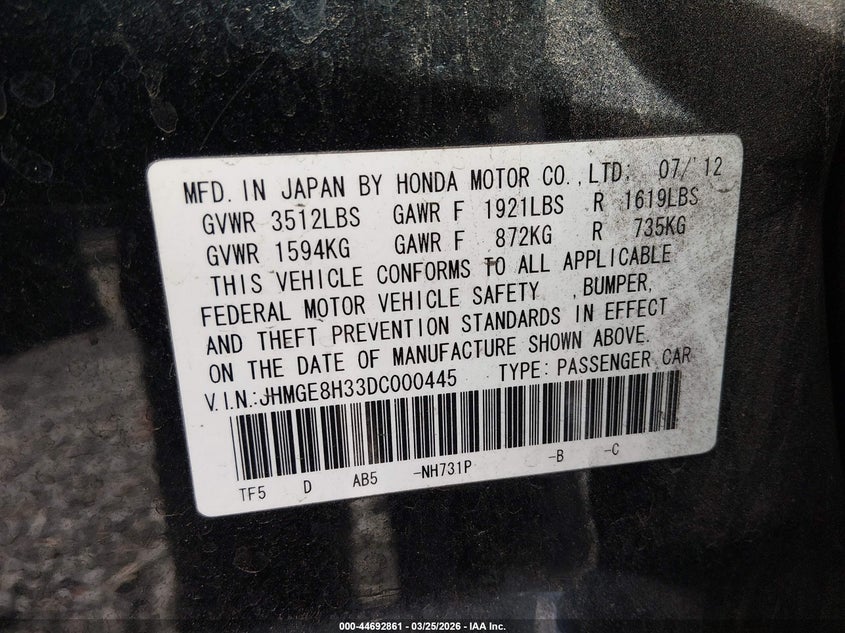 MFD. IN JAPAN BY HONDA MOTOR CO., LTD. 07/'12
GVWR 3512LBS GAWR F 1921LBS R 1619LBS
GVWR 1594KG GAWR F 872KG R 735KG
THIS VEHICLE CONFORMS TO ALL APPLICABLE
FEDERAL MOTOR VEHICLE SAFETY , BUMPER,
AND THEFT PREVENTION STANDARDS IN EFFECT
ON THE DATE OF MANUFACTURE SHOWN ABOVE.
V.I.N.:JHMGE8H33DC000445 TYPE: PASSENGER CAR
TF5 D AB5 -NH731P -B -C
000-44692861 | 03/25/2026 - IAA Inc.